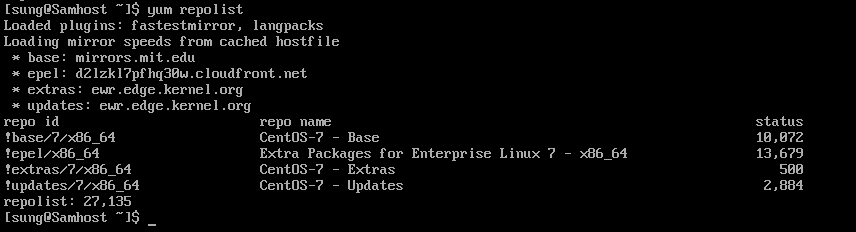 [sung@Samhost ~]$ yum repolist
Loaded plugins: fastestmirror, langpacks
Loading mirror speeds from cached hostfile
 * base: mirrors.mit.edu
 * epel: d2lzkl7pfhq30w.cloudfront.net
 * extras: ewr.edge.kernel.org
 * updates: ewr.edge.kernel.org
repo id                          repo name                                                        status
!base/7/x86_64                   CentOS-7 - Base                                                  10,072
!epel/x86_64                     Extra Packages for Enterprise Linux 7 - x86_64                   13,679
!extras/7/x86_64                 CentOS-7 - Extras                                                   500
!updates/7/x86_64                CentOS-7 - Updates                                                2,884
repolist: 27,135
[sung@Samhost ~]$ _